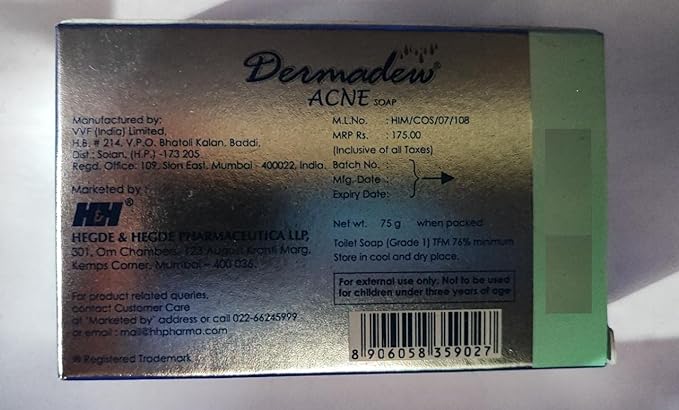 Dermadew®
ACNE SOAP
Manufactured by:
VVF (India) Limited,
H.B. # 214, V.P.O. Bhatoli Kalan, Baddi,
Dist : Solan, (H.P.) -173 205
Regd. Office: 109, Sion East, Mumbai - 400022, India.
Marketed by :
H&H®
HEGDE & HEGDE PHARMACEUTICA LLP,
301, Om Chambers, 123 August Kranti Marg,
Kemps Corner, Mumbai – 400 036.
For product related queries,
contact Customer Care
at "Marketed by" address or call 022-66245999
or email : mail@hhpharma.com
® Registered Trademark
M.L.No. : HIM/COS/07/108
MRP Rs. : 175.00
(Inclusive of all Taxes)
Batch No. :
Mfg. Date :
Expiry Date:
Net wt. 75 g when packed
Toilet Soap (Grade 1) TFM 76% minimum
Store in cool and dry place.
For external use only. Not to be used
for children under three years of age
8 906058 359027